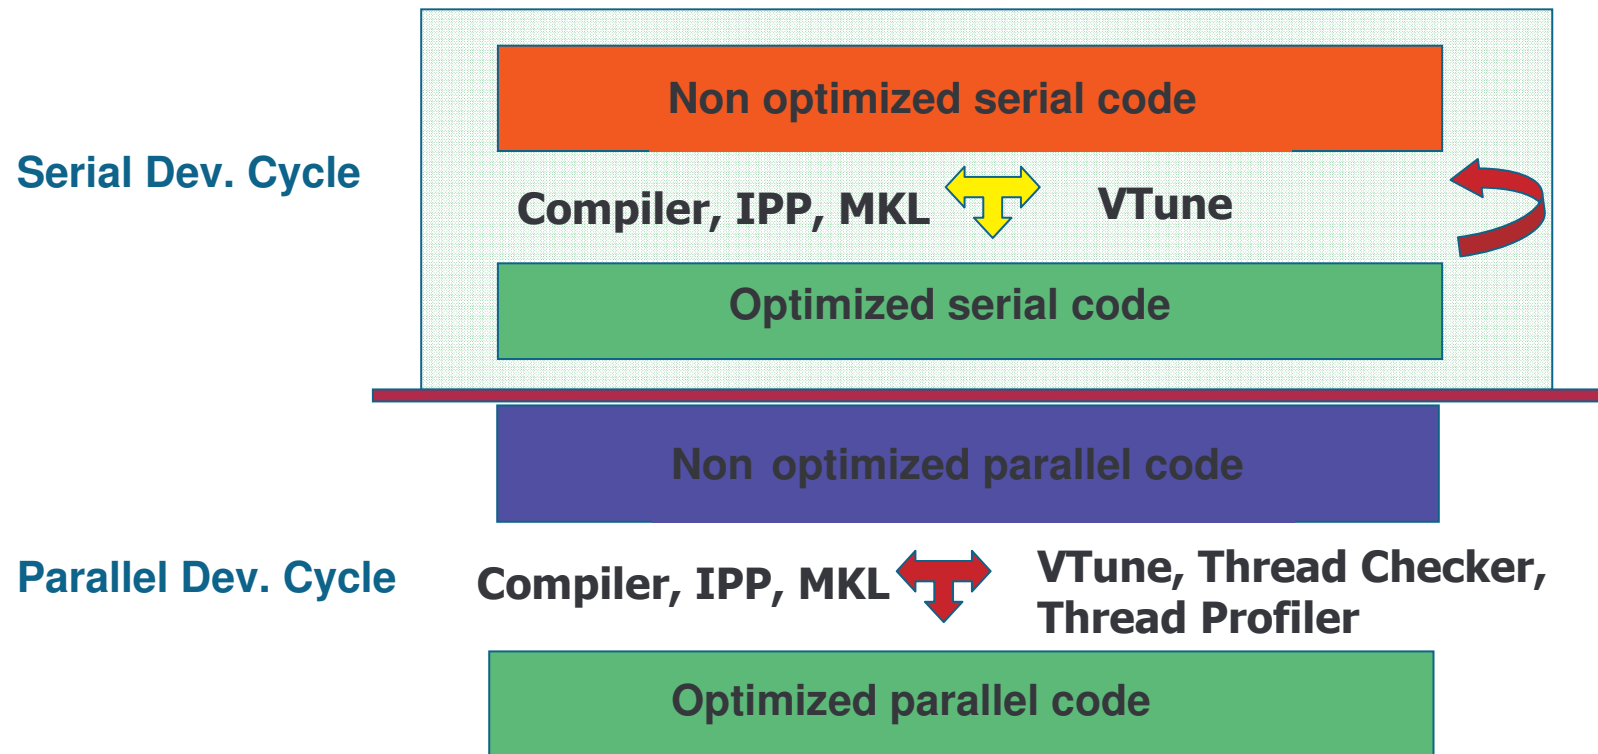 Non optimized serial code
Serial Dev. Cycle
Compiler, IPP, MKL
VTune
Optimized serial code
Non optimized parallel code
Parallel Dev. Cycle
Compiler, IPP, MKL
VTune, Thread Checker,
Thread Profiler
Optimized parallel code